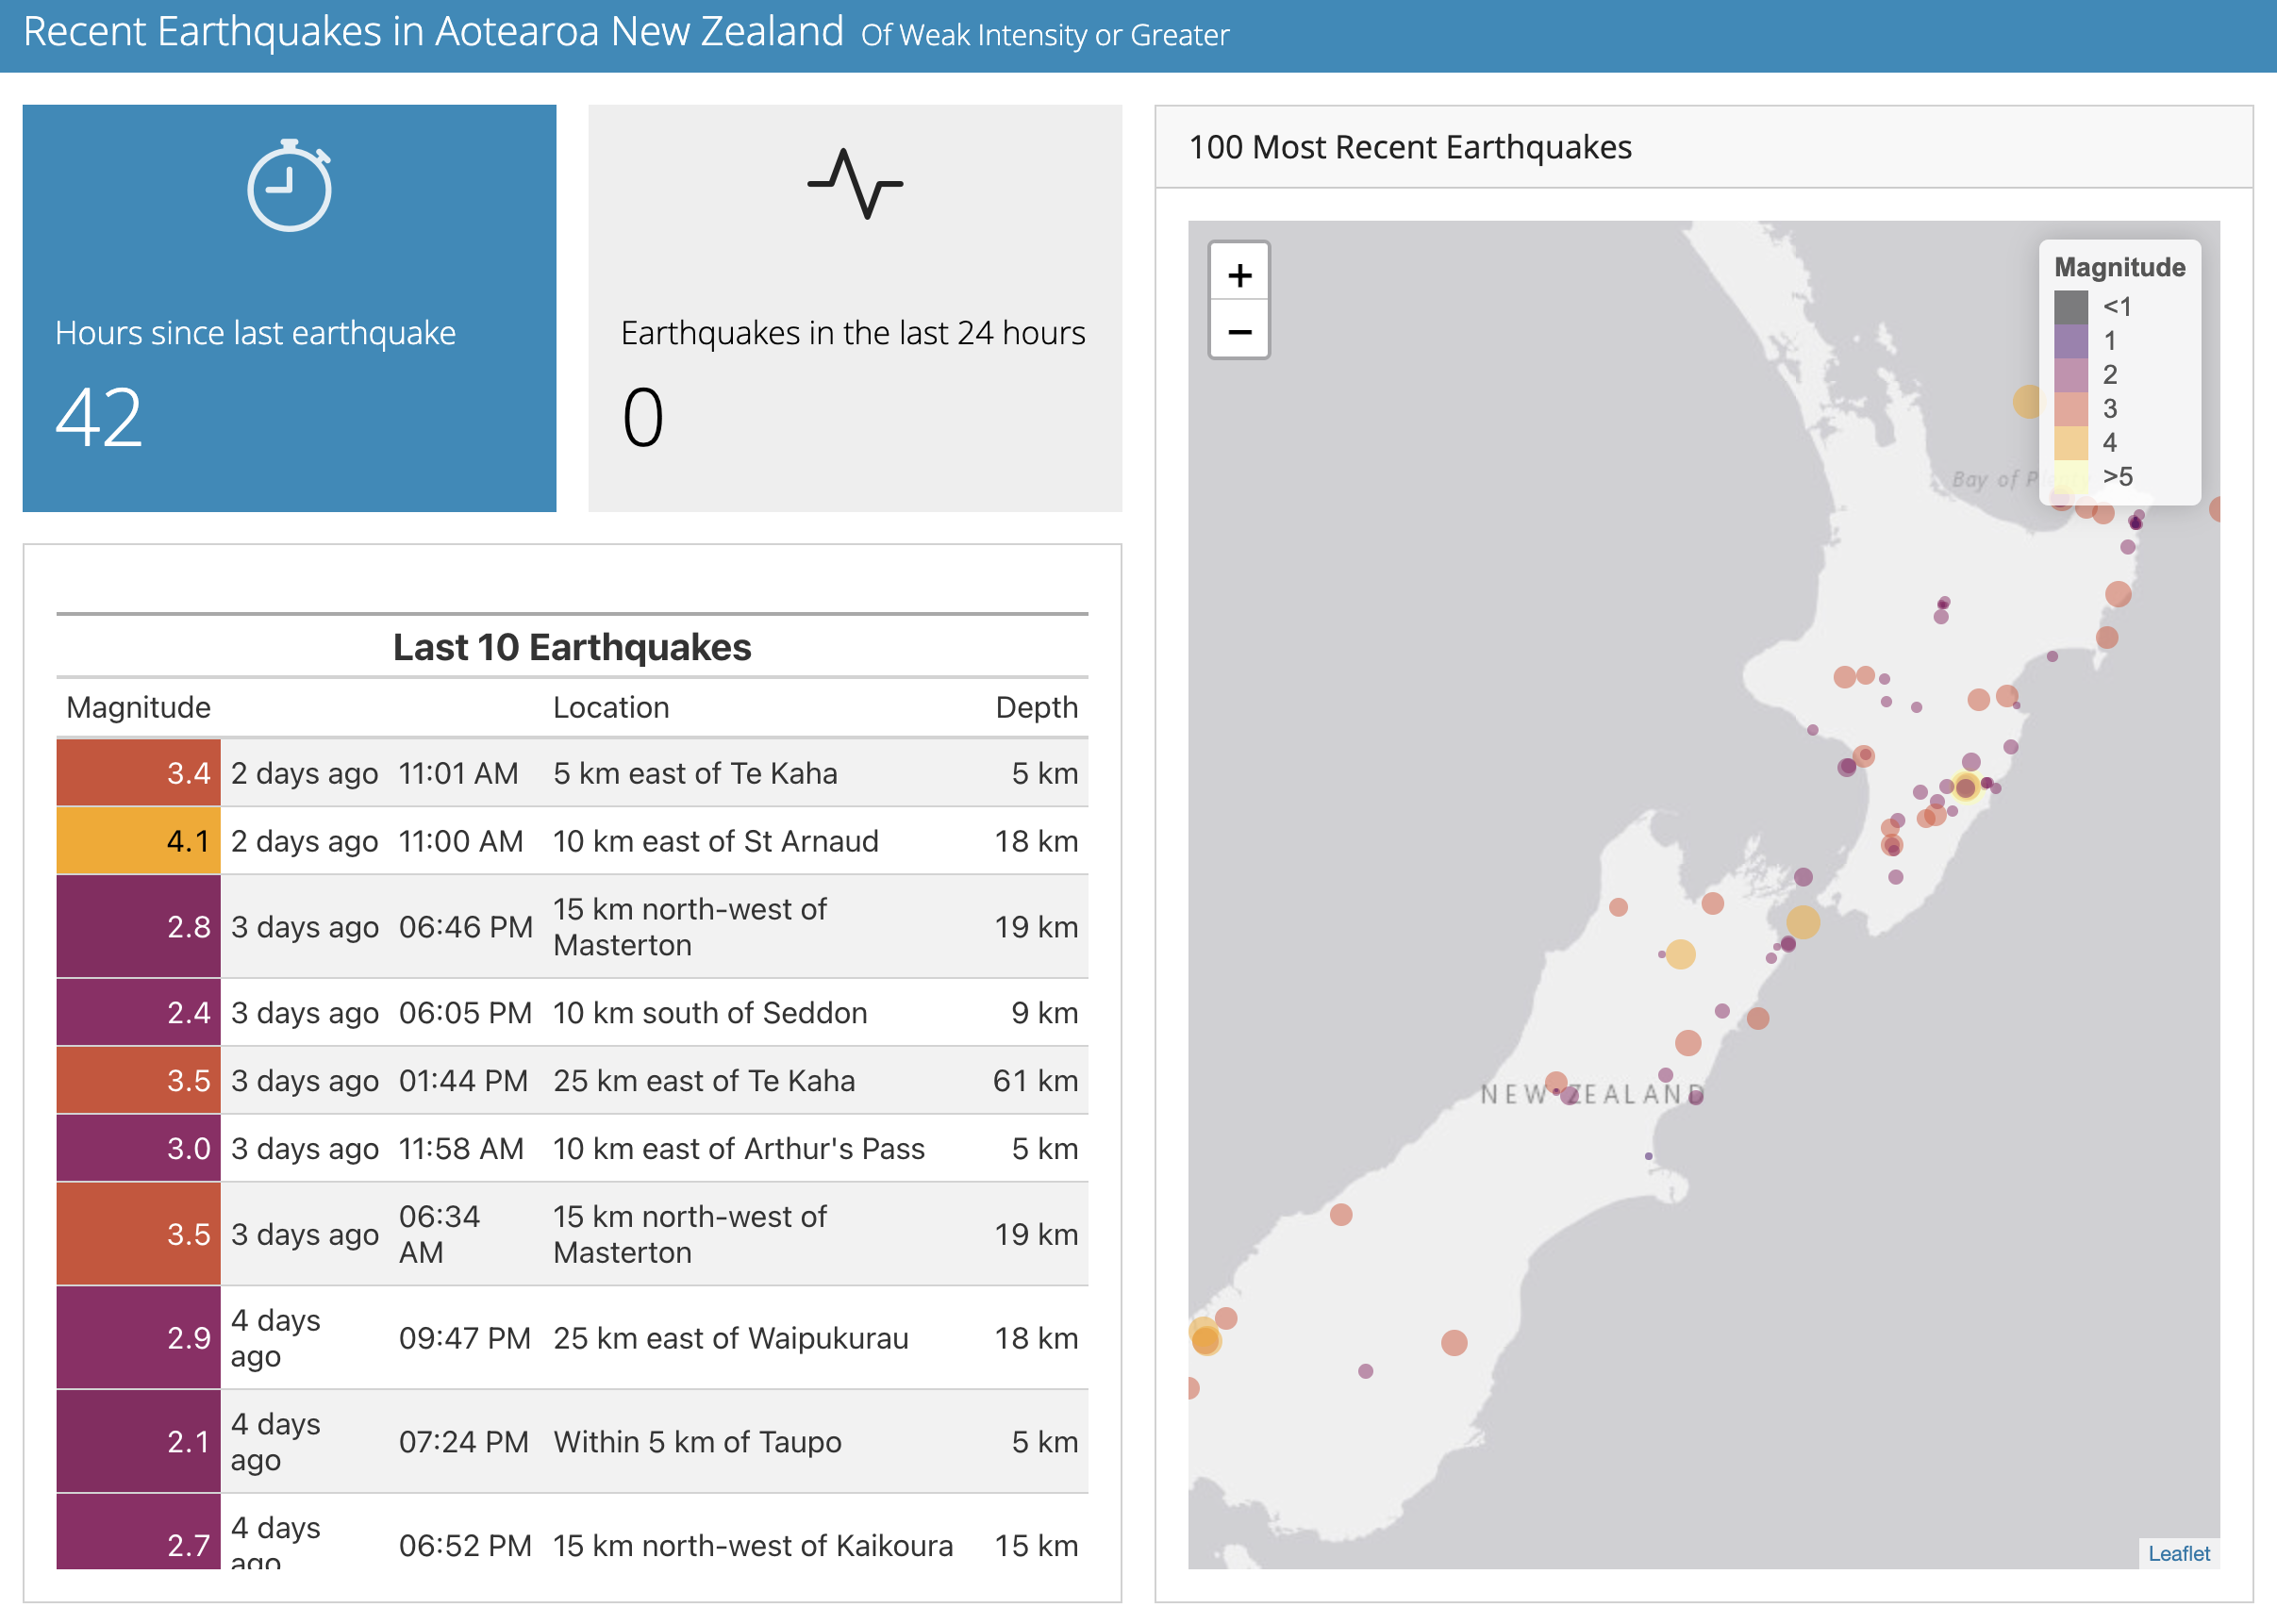 Recent Earthquakes in Aotearoa New Zealand Of Weak Intensity or Greater
Hours since last earthquake
42
Earthquakes in the last 24 hours
0
Last 10 Earthquakes
Magnitude Location Depth
3.4 2 days ago 11:01 AM 5 km east of Te Kaha 5 km
4.1 2 days ago 11:00 AM 10 km east of St Arnaud 18 km
2.8 3 days ago 06:46 PM 15 km north-west of
Masterton 19 km
2.4 3 days ago 06:05 PM 10 km south of Seddon 9 km
3.5 3 days ago 01:44 PM 25 km east of Te Kaha 61 km
3.0 3 days ago 11:58 AM 10 km east of Arthur's Pass 5 km
3.5 3 days ago 06:34
AM 15 km north-west of
Masterton 19 km
2.9 4 days
ago 09:47 PM 25 km east of Waipukurau 18 km
2.1 4 days
ago 07:24 PM Within 5 km of Taupo 5 km
2.7 4 days
ago 06:52 PM 15 km north-west of Kaikoura 15 km
100 Most Recent Earthquakes
+
−
Magnitude
<1
1
2
3
4
>5
Bay of P
NEW ZEALAND
Leaflet